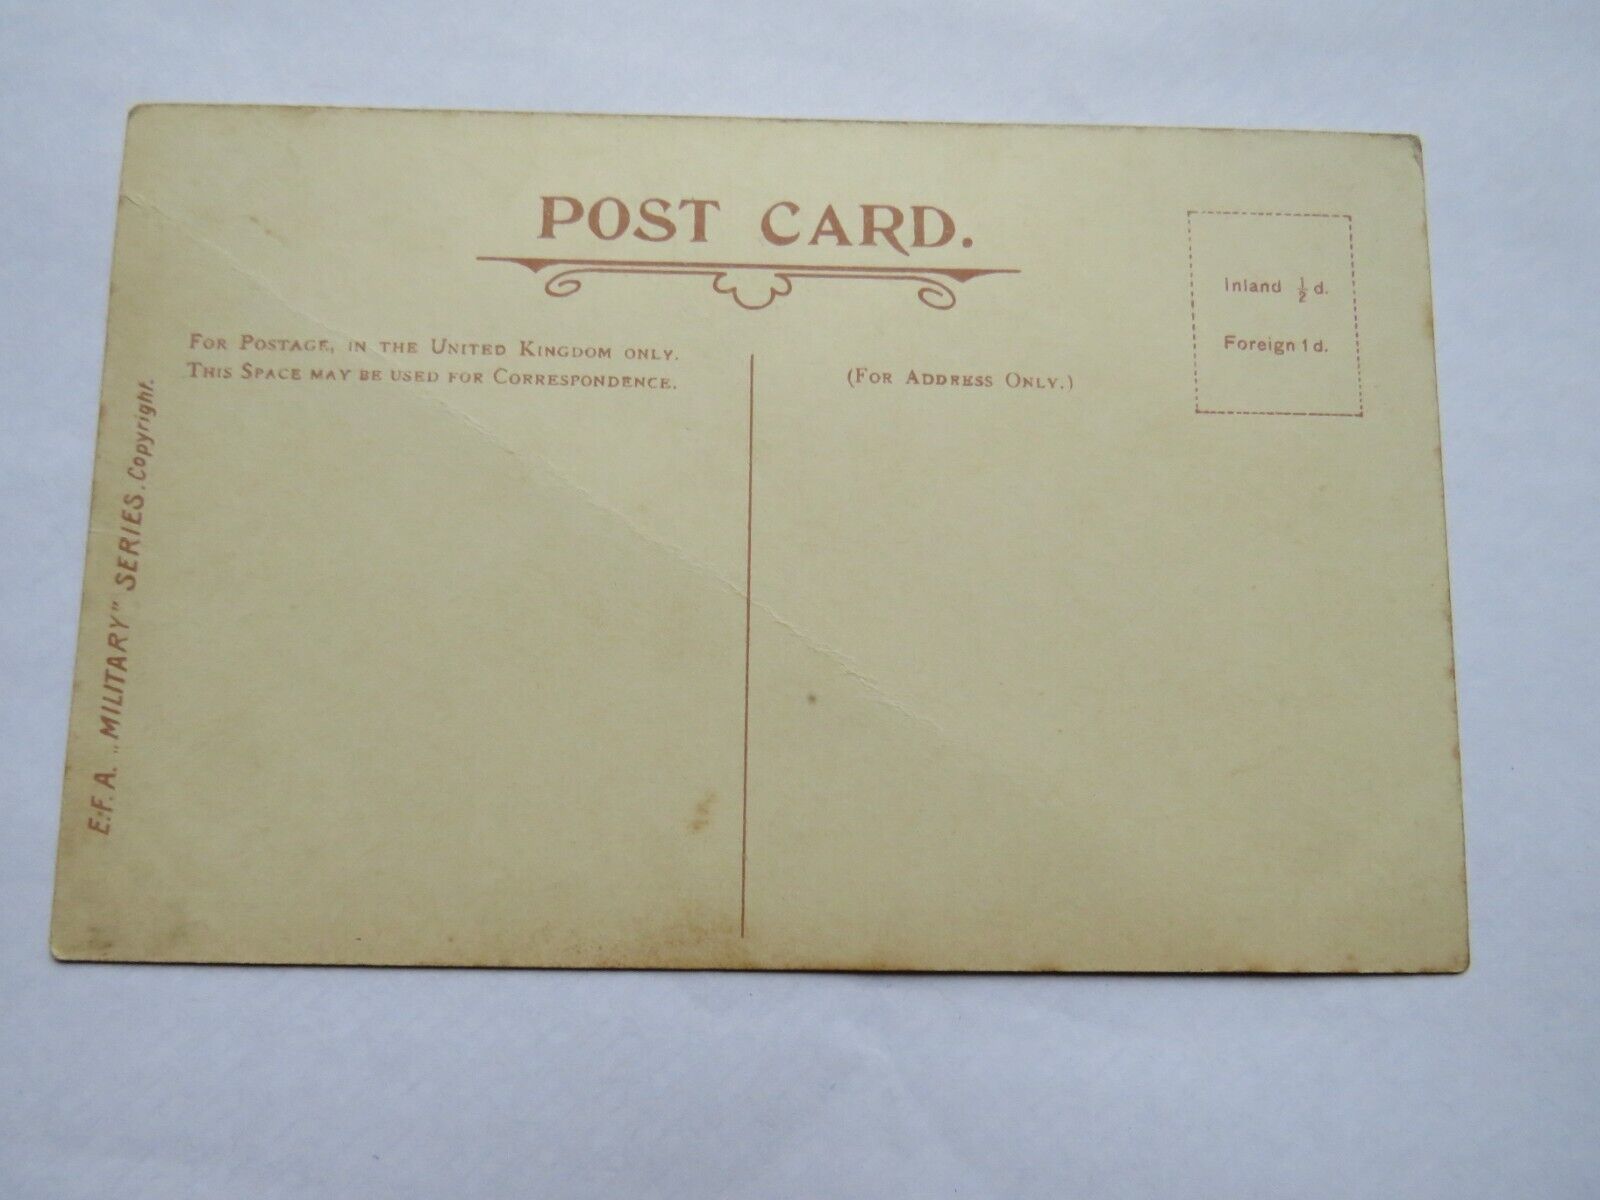 POST CARD.
Inland ½ d.
Foreign 1 d.
FOR POSTAGE, IN THE UNITED KINGDOM ONLY.
THIS SPACE MAY BE USED FOR CORRESPONDENCE.
(FOR ADDRESS ONLY.)
E.F.A. „MILITARY" SERIES. Copyright.